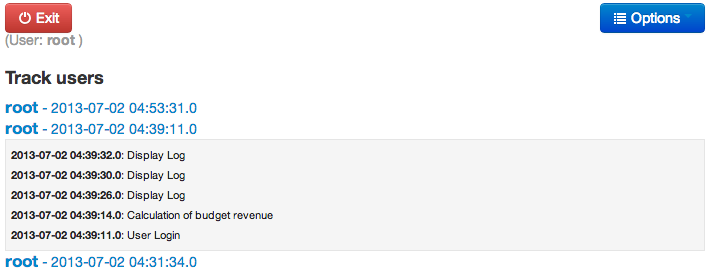 Exit
Options
(User: root )
Track users
root - 2013-07-02 04:53:31.0
root - 2013-07-02 04:39:11.0
2013-07-02 04:39:32.0: Display Log
2013-07-02 04:39:30.0: Display Log
2013-07-02 04:39:26.0: Display Log
2013-07-02 04:39:14.0: Calculation of budget revenue
2013-07-02 04:39:11.0: User Login
root - 2013-07-02 04:31:34.0